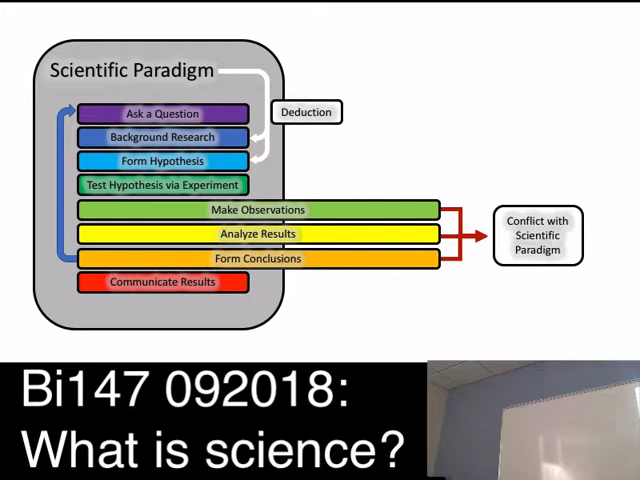 Scientific Paradigm
Ask a Question
Deduction
Background Research
Form Hypothesis
Test Hypothesis via Experiment
Make Observations
Analyze Results
Form Conclusions
Communicate Results
Conflict with
Scientific
Paradigm
Bi147 092018:
What is science?